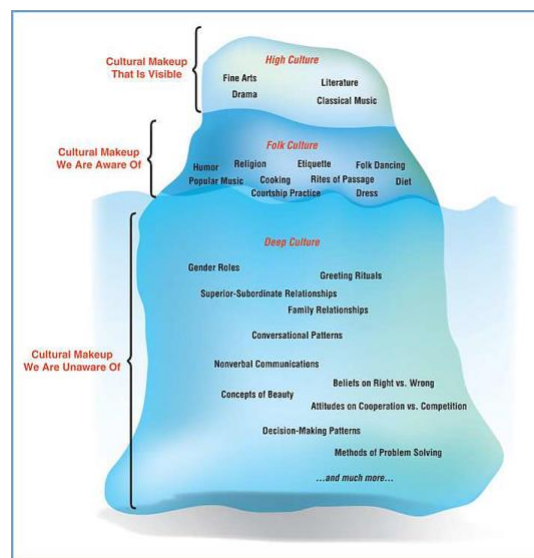 Cultural Makeup
That Is Visible
High Culture
Fine Arts
Literature
Drama
Classical Music
Cultural Makeup
We Are Aware Of
Folk Culture
Humor
Religion
Etiquette
Folk Dancing
Popular Music
Cooking
Rites of Passage
Diet
Courtship Practice
Dress
Cultural Makeup
We Are Unaware Of
Deep Culture
Gender Roles
Greeting Rituals
Superior-Subordinate Relationships
Family Relationships
Conversational Patterns
Nonverbal Communications
Beliefs on Right vs. Wrong
Concepts of Beauty
Attitudes on Cooperation vs. Competition
Decision-Making Patterns
Methods of Problem Solving
...and much more...